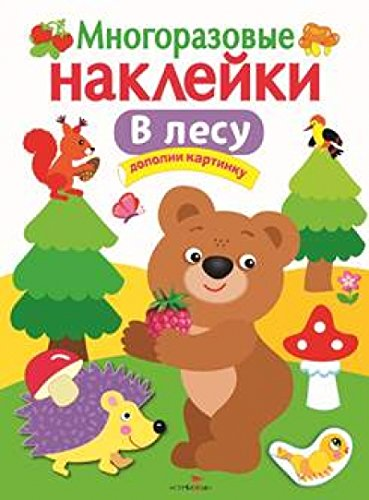 Многоразовые
наклейки
В лесу
дополни картинку